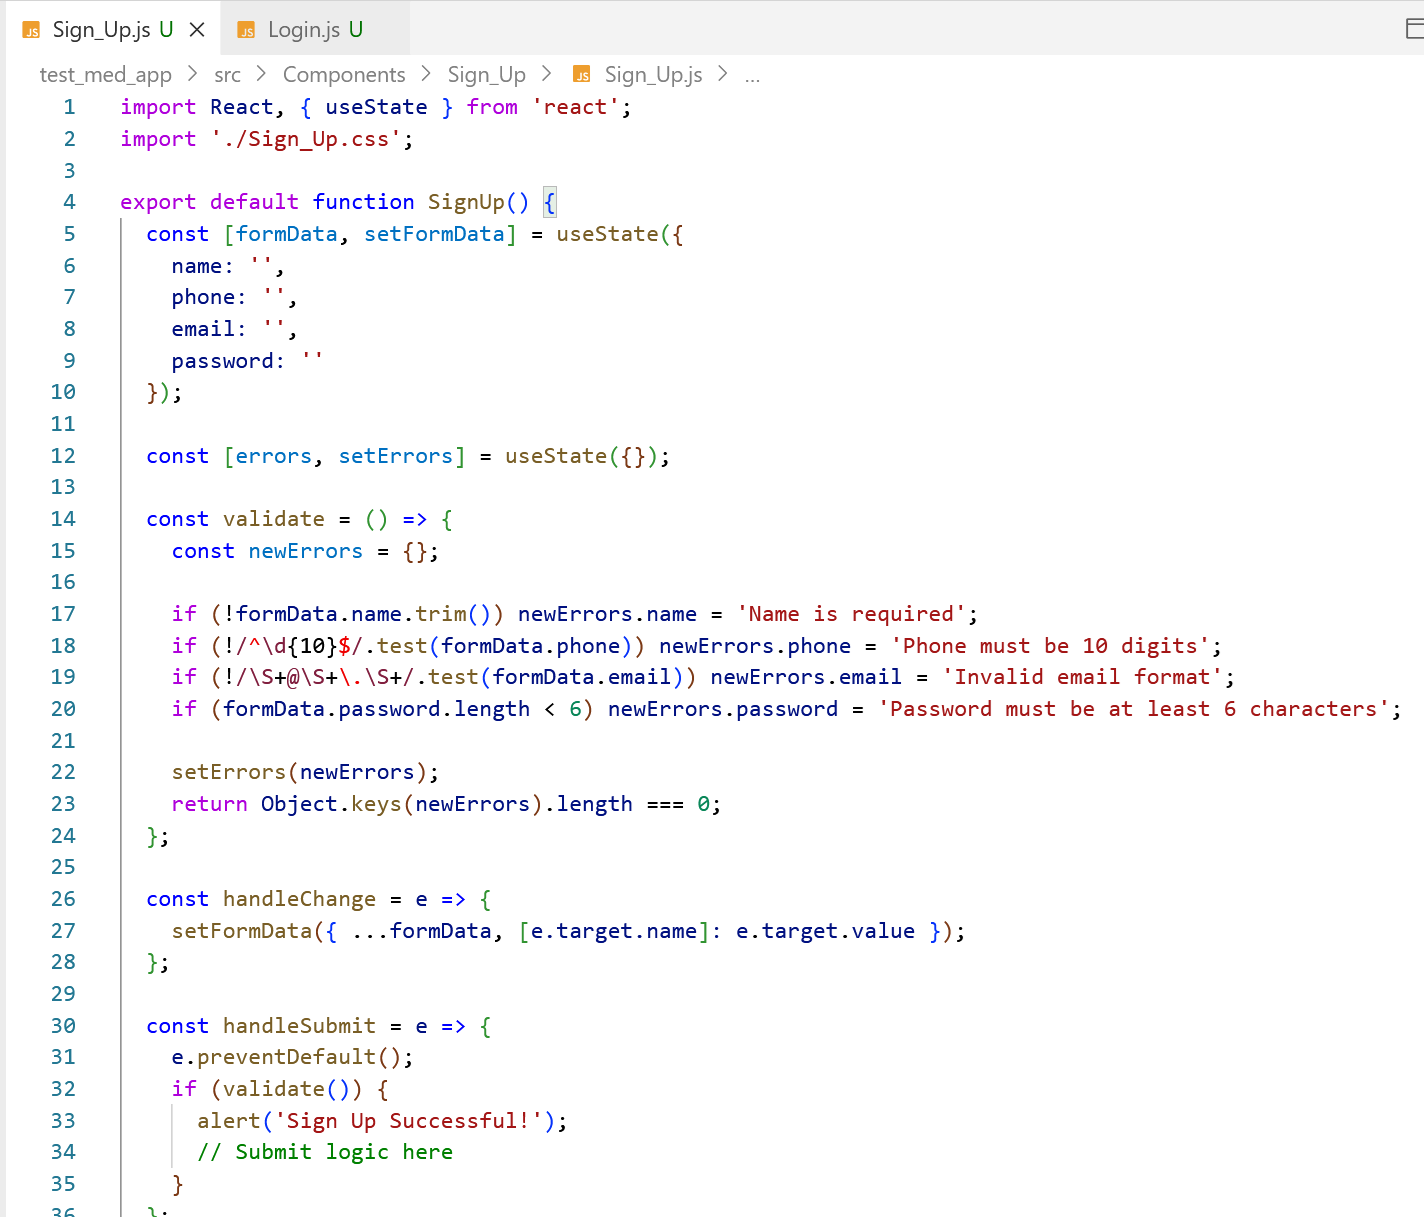 Sign_Up.js U
Login.js U
test_med_app > src > Components > Sign_Up > Sign_Up.js > ...
1 import React, { useState } from 'react';
2 import './Sign_Up.css';
3
4 export default function SignUp() {
5   const [formData, setFormData] = useState({
6     name: '',
7     phone: '',
8     email: '',
9     password: ''
10   });
11
12   const [errors, setErrors] = useState({});
13
14   const validate = () => {
15     const newErrors = {};
16
17     if (!formData.name.trim()) newErrors.name = 'Name is required';
18     if (!/^\d{10}$/.test(formData.phone)) newErrors.phone = 'Phone must be 10 digits';
19     if (!/\S+@\S+\.\S+/.test(formData.email)) newErrors.email = 'Invalid email format';
20     if (formData.password.length < 6) newErrors.password = 'Password must be at least 6 characters';
21
22     setErrors(newErrors);
23     return Object.keys(newErrors).length === 0;
24   };
25
26   const handleChange = e => {
27     setFormData({ ...formData, [e.target.name]: e.target.value });
28   };
29
30   const handleSubmit = e => {
31     e.preventDefault();
32     if (validate()) {
33       alert('Sign Up Successful!');
34       // Submit logic here
35     }
36   };